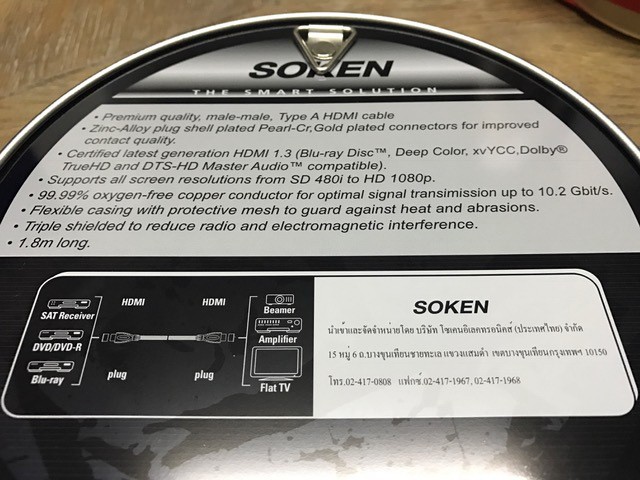 SOKEN
THE SMART SOLUTION
• Premium quality, male-male, Type A HDMI cable
• Zinc-Alloy plug shell plated Pearl-Cr,Gold plated connectors for improved
contact quality.
• Certified latest generation HDMI 1.3 (Blu-ray Disc™, Deep Color, xvYCC,Dolby®
TrueHD and DTS-HD Master Audio™ compatible).
• Supports all screen resolutions from SD 480i to HD 1080p.
• 99.99% oxygen-free copper conductor for optimal signal transimission up to 10.2 Gbit/s.
• Flexible casing with protective mesh to guard against heat and abrasions.
• Triple shielded to reduce radio and electromagnetic interference.
• 1.8m long.
SAT Receiver
DVD/DVD-R
Blu-ray
HDMI
HDMI
plug
plug
Beamer
Amplifier
Flat TV
SOKEN
นำเข้าและจัดจำหน่ายโดย บริษัท โซเคนอิเลคทรอนิคส์ (ประเทศไทย) จำกัด
15 หมู่ 6 ถ.บางขุนเทียนชายทะเล แขวงแสมดำ เขตบางขุนเทียนกรุงเทพฯ 10150
โทร.02-417-0808 แฟกซ์.02-417-1967, 02-417-1968